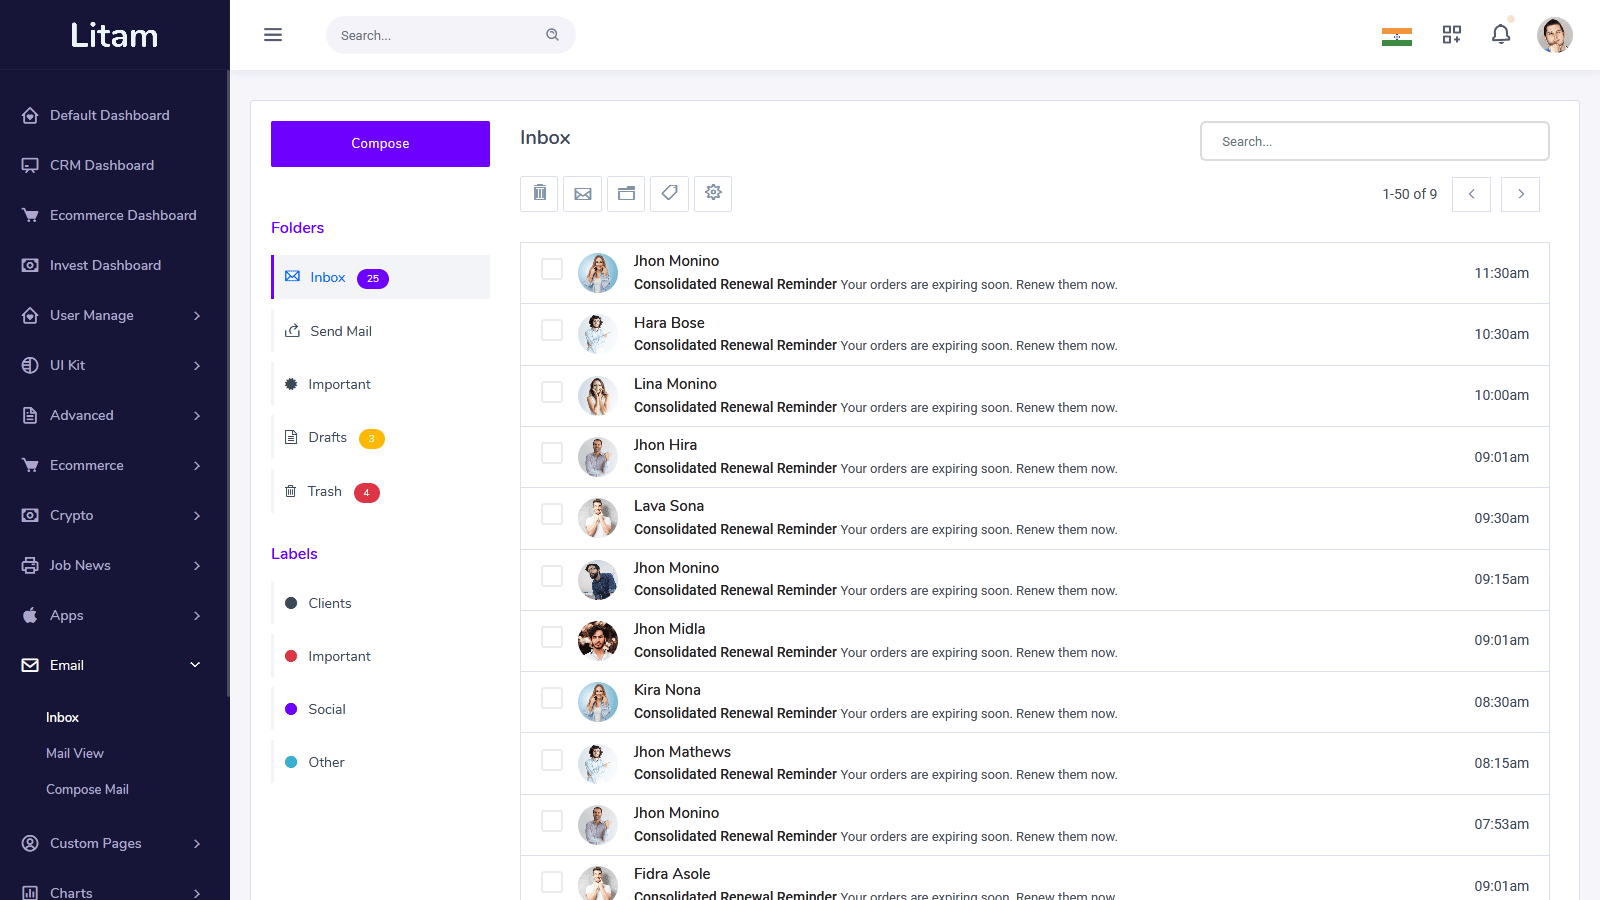 Litam
Search...
Default Dashboard
CRM Dashboard
Ecommerce Dashboard
Invest Dashboard
User Manage
UI Kit
Advanced
Ecommerce
Crypto
Job News
Apps
Email
Inbox
Mail View
Compose Mail
Custom Pages
Charts
Compose
Folders
Inbox 25
Send Mail
Important
Drafts 3
Trash 4
Labels
Clients
Important
Social
Other
Inbox
Search...
1-50 of 9
Jhon Monino
Consolidated Renewal Reminder Your orders are expiring soon. Renew them now.
11:30am
Hara Bose
Consolidated Renewal Reminder Your orders are expiring soon. Renew them now.
10:30am
Lina Monino
Consolidated Renewal Reminder Your orders are expiring soon. Renew them now.
10:00am
Jhon Hira
Consolidated Renewal Reminder Your orders are expiring soon. Renew them now.
09:01am
Lava Sona
Consolidated Renewal Reminder Your orders are expiring soon. Renew them now.
09:30am
Jhon Monino
Consolidated Renewal Reminder Your orders are expiring soon. Renew them now.
09:15am
Jhon Midla
Consolidated Renewal Reminder Your orders are expiring soon. Renew them now.
09:01am
Kira Nona
Consolidated Renewal Reminder Your orders are expiring soon. Renew them now.
08:30am
Jhon Mathews
Consolidated Renewal Reminder Your orders are expiring soon. Renew them now.
08:15am
Jhon Monino
Consolidated Renewal Reminder Your orders are expiring soon. Renew them now.
07:53am
Fidra Asole
Consolidated Renewal Reminder Your orders are expiring soon. Renew them now.
09:01am